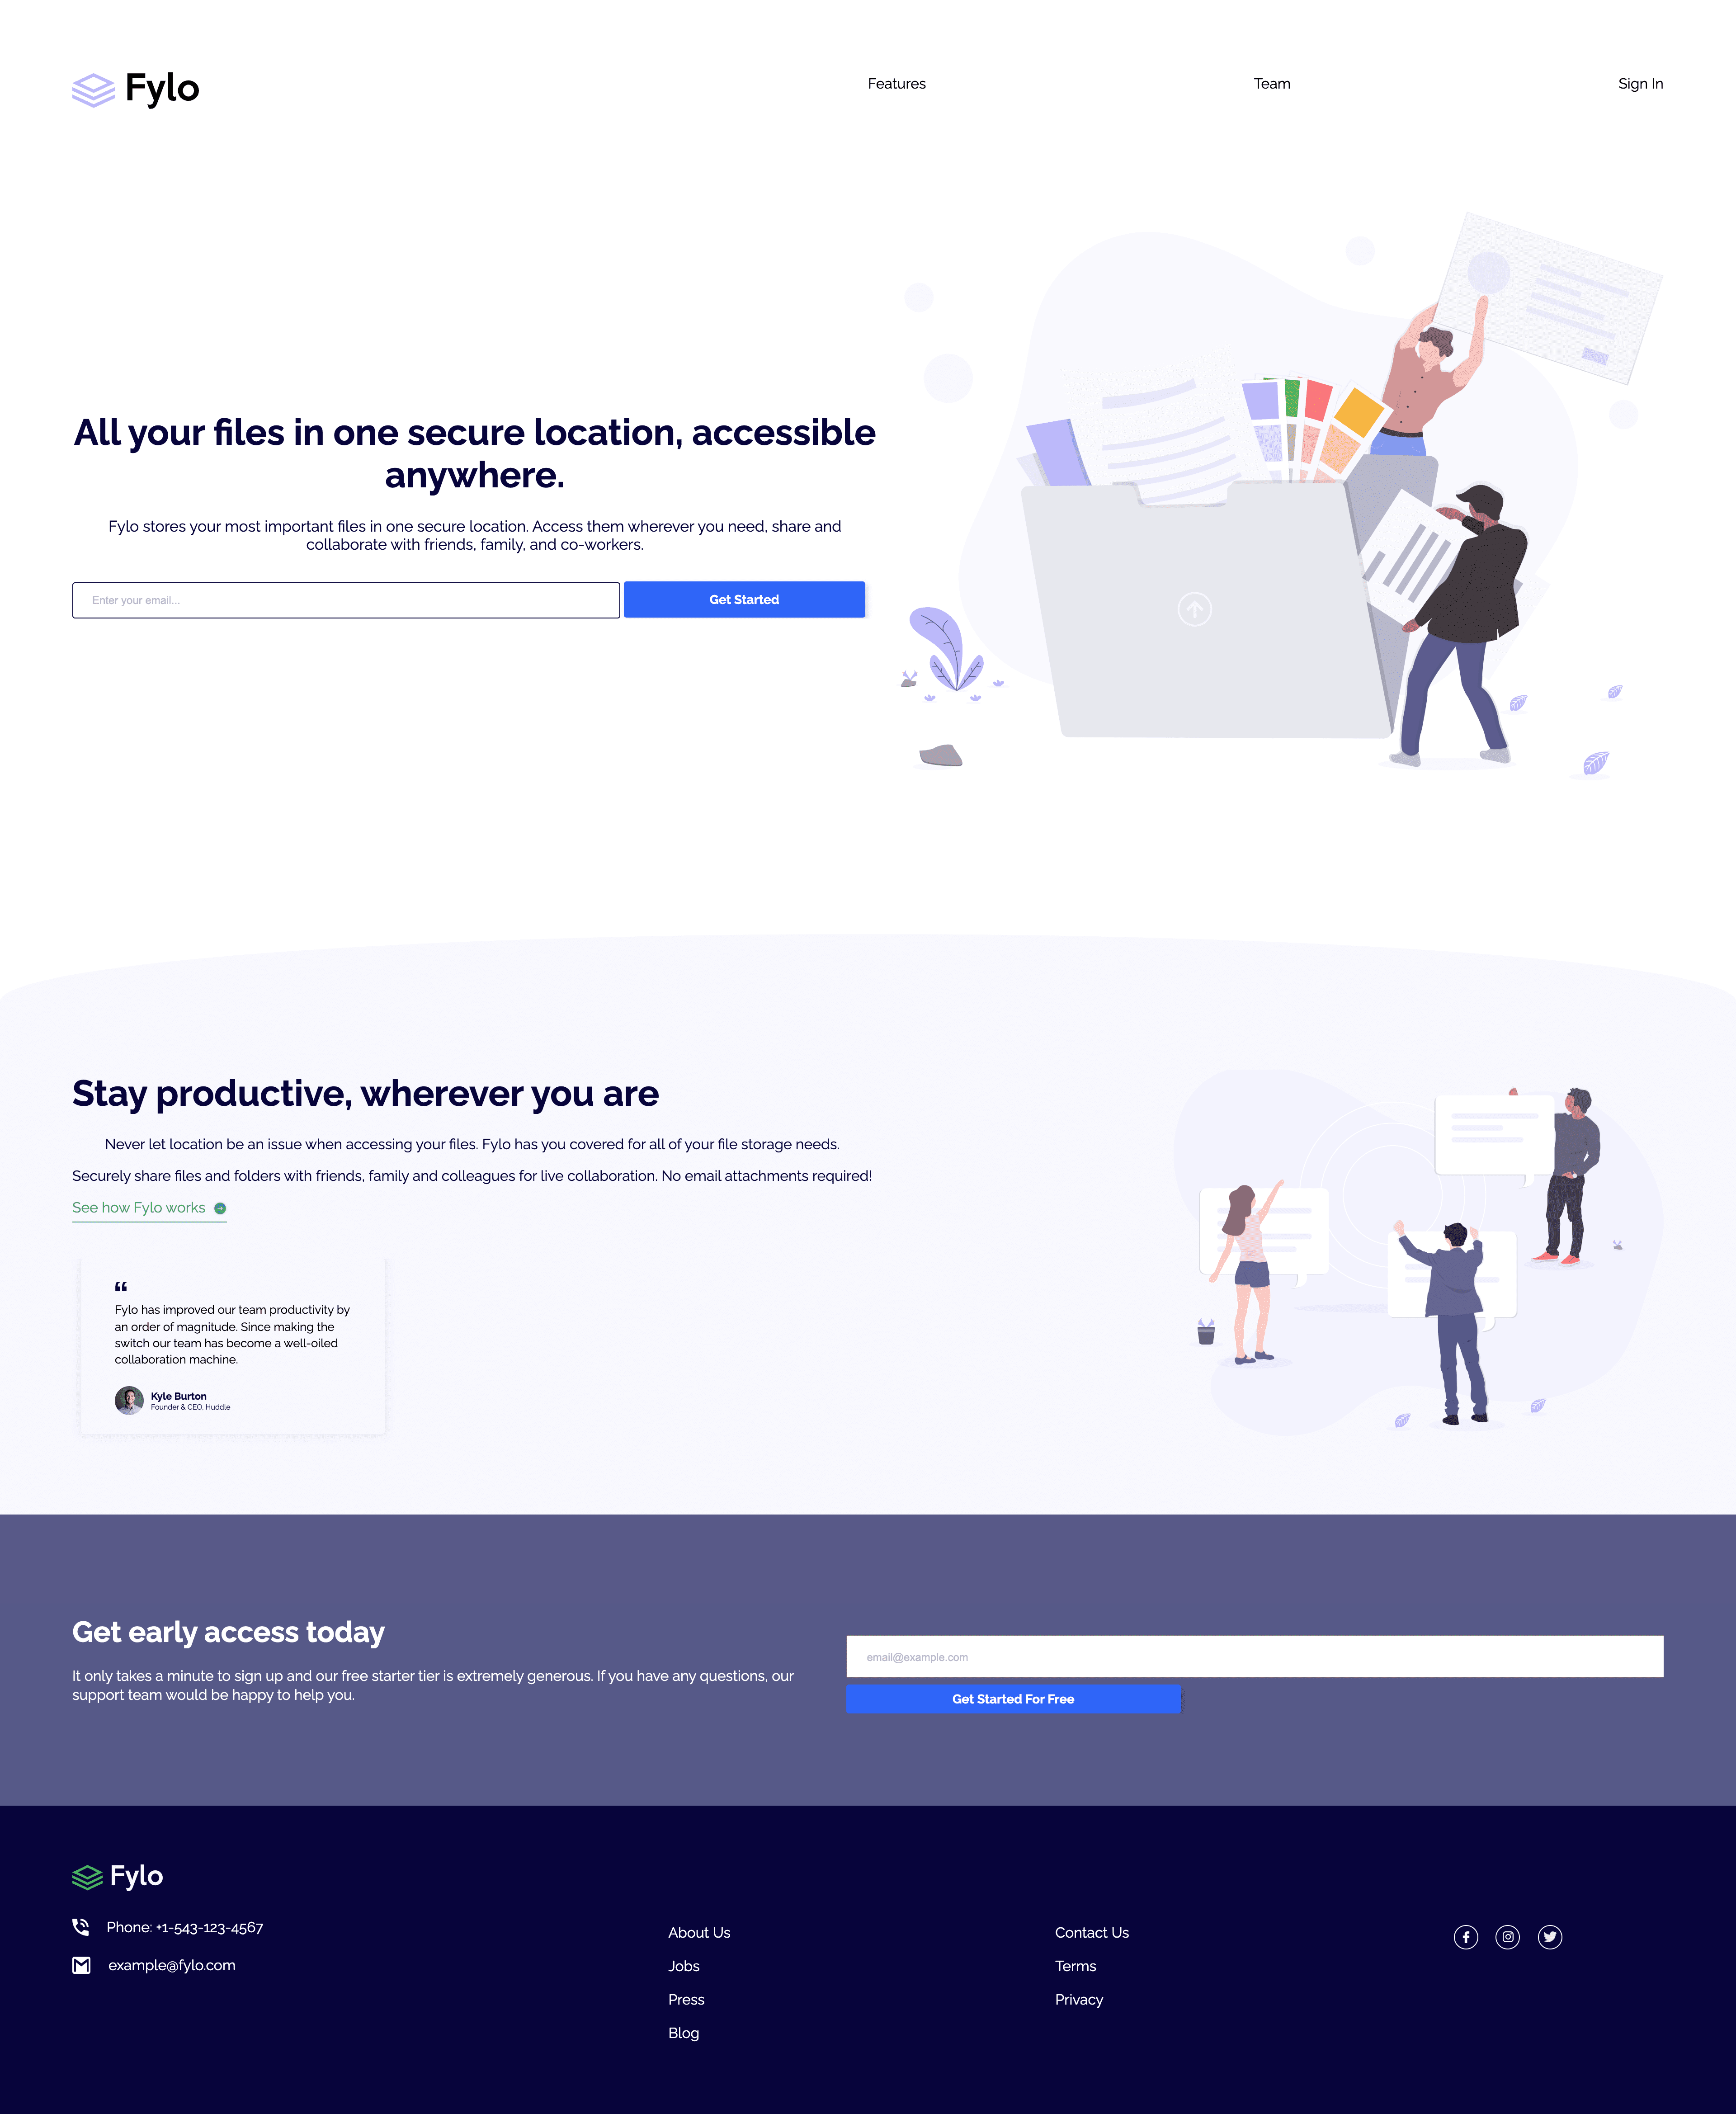 Fylo
Features
Team
Sign In
All your files in one secure location, accessible
anywhere.
Fylo stores your most important files in one secure location. Access them wherever you need, share and
collaborate with friends, family, and co-workers.
Enter your email...
Get Started
Stay productive, wherever you are
Never let location be an issue when accessing your files. Fylo has you covered for all of your file storage needs.
Securely share files and folders with friends, family and colleagues for live collaboration. No email attachments required!
See how Fylo works
“
Fylo has improved our team productivity by
an order of magnitude. Since making the
switch our team has become a well-oiled
collaboration machine.
Kyle Burton
Founder & CEO, Huddle
Get early access today
It only takes a minute to sign up and our free starter tier is extremely generous. If you have any questions, our
support team would be happy to help you.
email@example.com
Get Started For Free
Fylo
Phone: +1-543-123-4567
example@fylo.com
About Us
Jobs
Press
Blog
Contact Us
Terms
Privacy